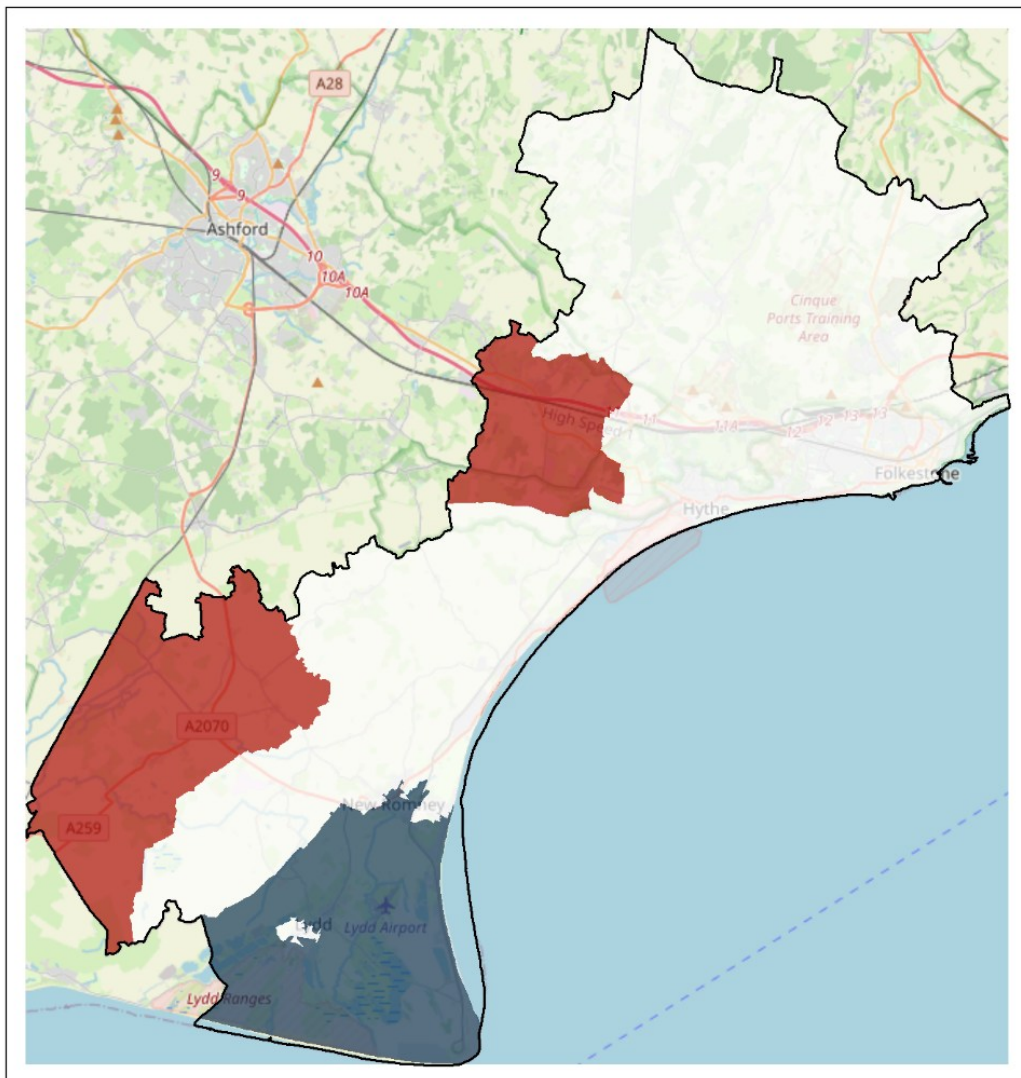 A28
9
9
Ashford
10
10A
10A
Cinque
Ports Training
Area
High Speed 1
11
11
11A
12
12
13
13
Folkestone
Hythe
A2070
New Romney
A259
Lydd
Lydd Airport
Lydd Ranges